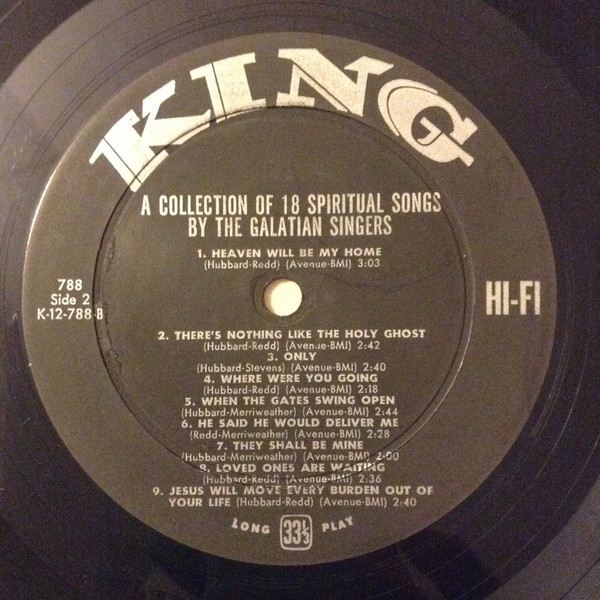 KING
A COLLECTION OF 18 SPIRITUAL SONGS
BY THE GALATIAN SINGERS
1. HEAVEN WILL BE MY HOME
(Hubbard-Redd) (Avenue-BMI) 3:03
788
Side 2
K-12-788-B
HI-FI
2. THERE'S NOTHING LIKE THE HOLY GHOST
(Hubbard-Redd) (Avenue-BMI) 2:42
3. ONLY
(Hubbard-Stevens) (Avenue-BMI) 2:40
4. WHERE WERE YOU GOING
(Hubbard-Redd) (Avenue-BMI) 2:18
5. WHEN THE GATES SWING OPEN
(Hubbard-Merriweather) (Avenue-BMI) 2:44
6. HE SAID HE WOULD DELIVER ME
(Redd-Merriweather) (Avenue-BMI) 2:28
7. THEY SHALL BE MINE
(Hubbard-Merriweather) (Avenue-BMI) 2:00
8. LOVED ONES ARE WAITING
(Hubbard-Redd) (Avenue-BMI) 2:36
9. JESUS WILL MOVE EVERY BURDEN OUT OF
YOUR LIFE (Hubbard-Redd) (Avenue-BMI) 2:40
LONG 33⅓ PLAY